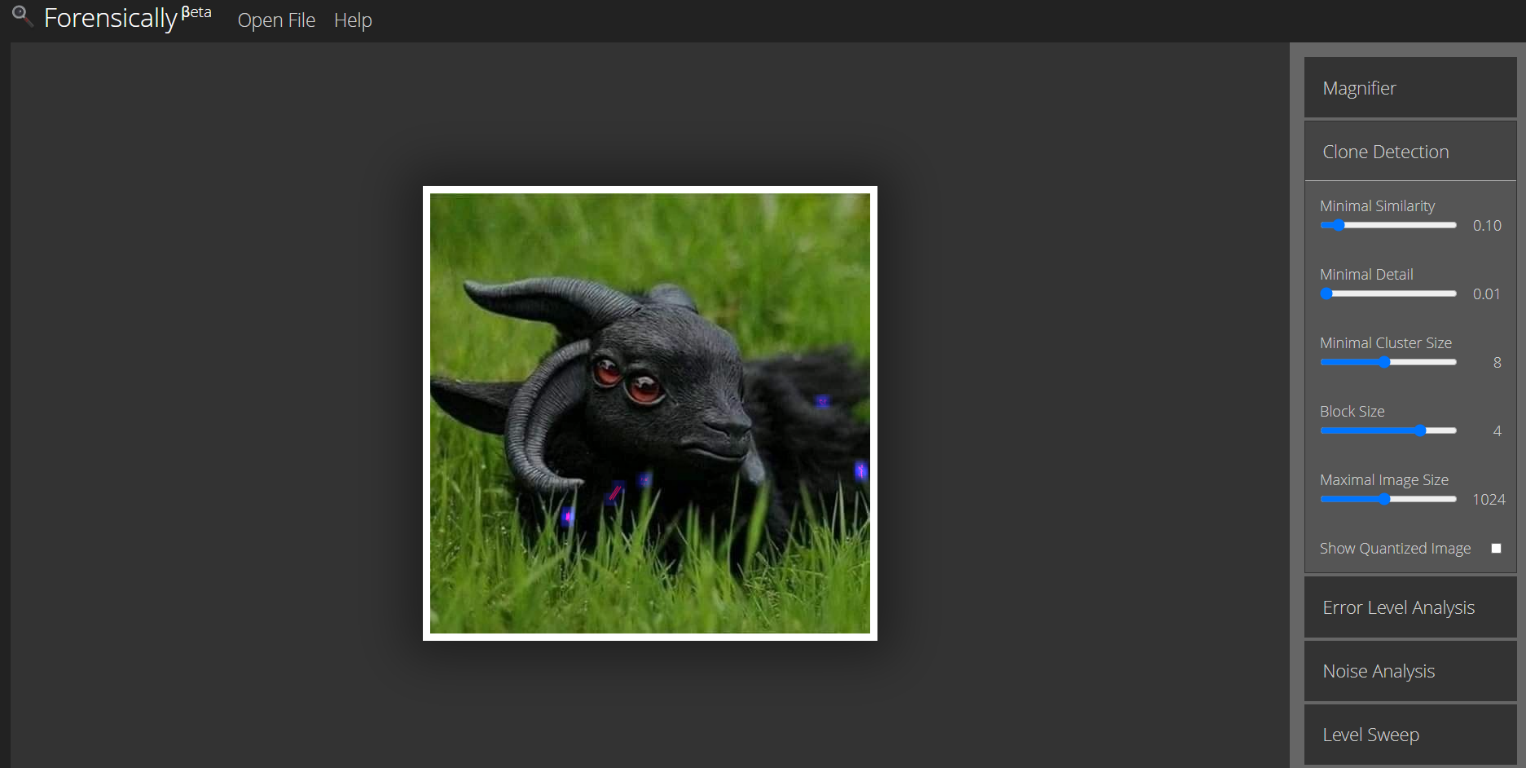 Forensically βeta Open File Help
Magnifier
Clone Detection
Minimal Similarity
0.10
Minimal Detail
0.01
Minimal Cluster Size
8
Block Size
4
Maximal Image Size
1024
Show Quantized Image
Error Level Analysis
Noise Analysis
Level Sweep